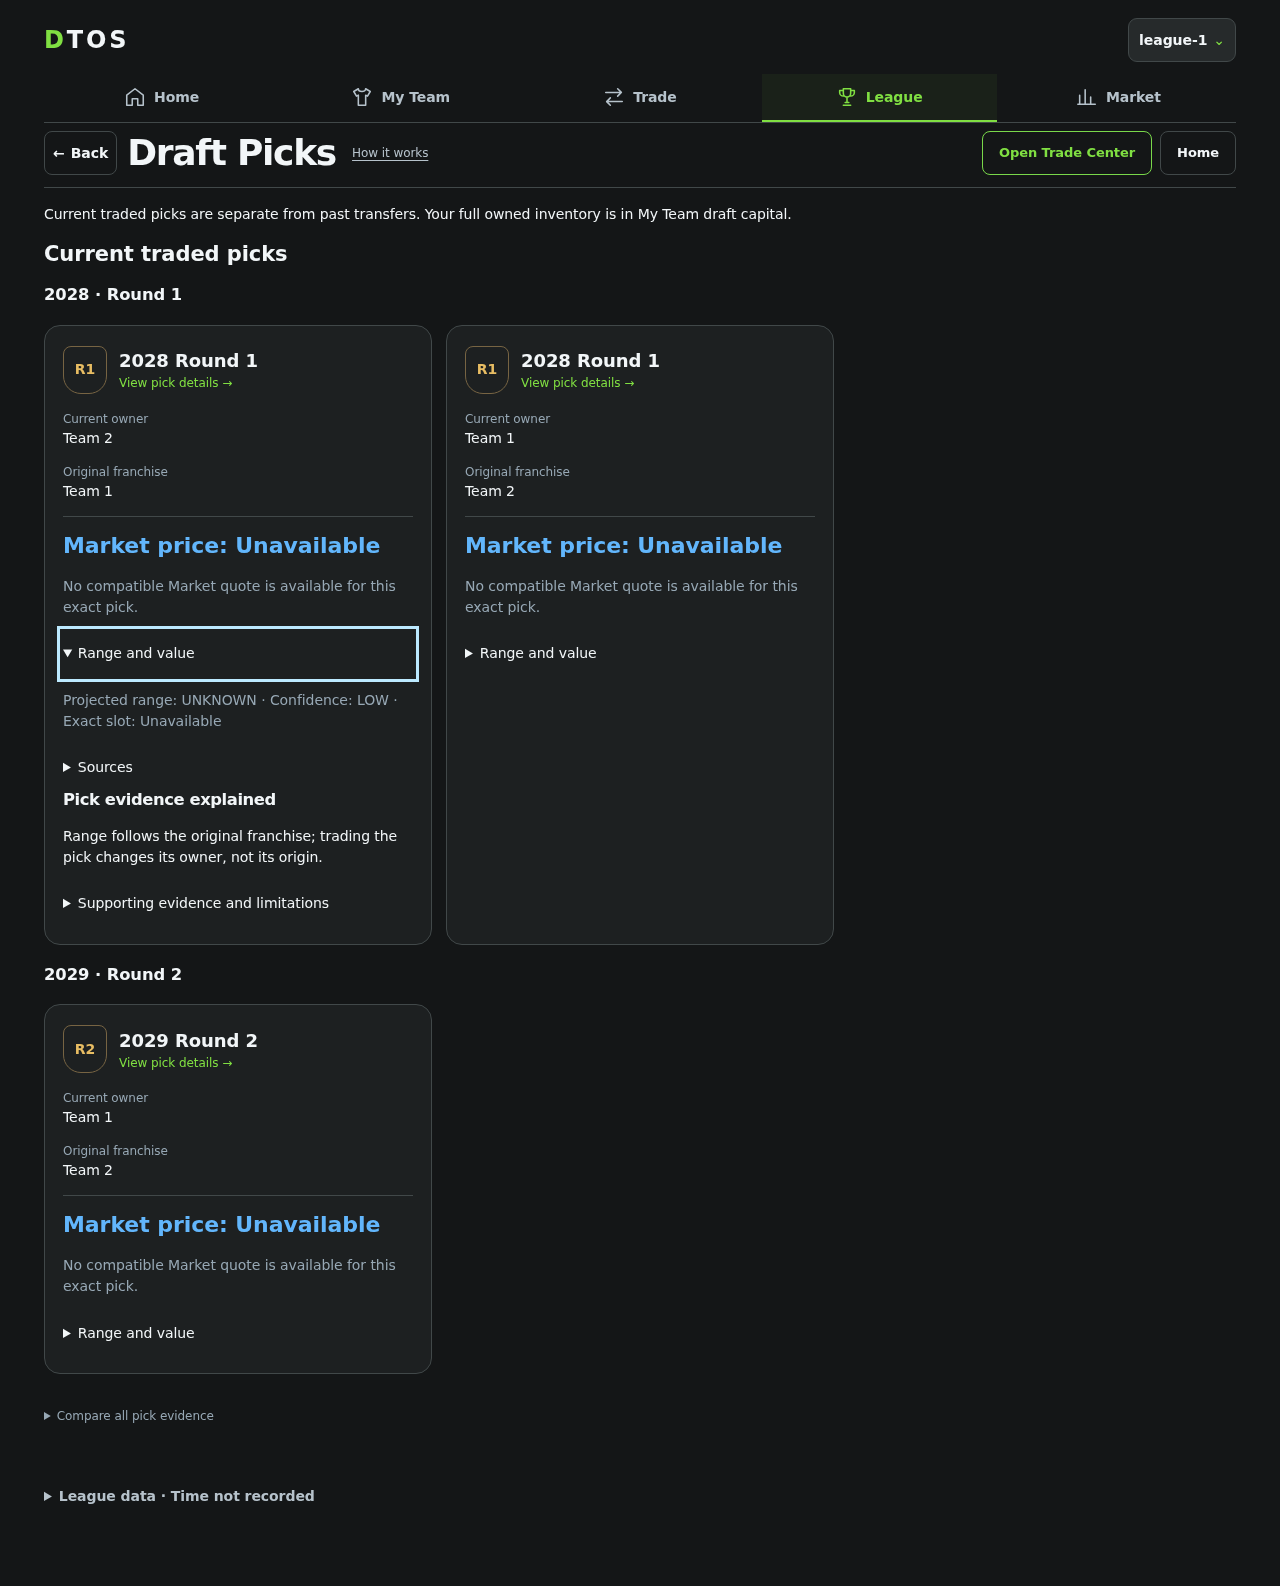 DTOS
league-1
Home
My Team
Trade
League
Market
← Back
Draft Picks
How it works
Open Trade Center
Home
Current traded picks are separate from past transfers. Your full owned inventory is in My Team draft capital.
Current traded picks
2028 · Round 1
R1
2028 Round 1
View pick details →
Current owner
Team 2
Original franchise
Team 1
Market price: Unavailable
No compatible Market quote is available for this
exact pick.
▼ Range and value
Projected range: UNKNOWN · Confidence: LOW ·
Exact slot: Unavailable
▶ Sources
Pick evidence explained
Range follows the original franchise; trading the
pick changes its owner, not its origin.
▶ Supporting evidence and limitations
R1
2028 Round 1
View pick details →
Current owner
Team 1
Original franchise
Team 2
Market price: Unavailable
No compatible Market quote is available for this
exact pick.
▶ Range and value
2029 · Round 2
R2
2029 Round 2
View pick details →
Current owner
Team 1
Original franchise
Team 2
Market price: Unavailable
No compatible Market quote is available for this
exact pick.
▶ Range and value
▶ Compare all pick evidence
▶ League data · Time not recorded